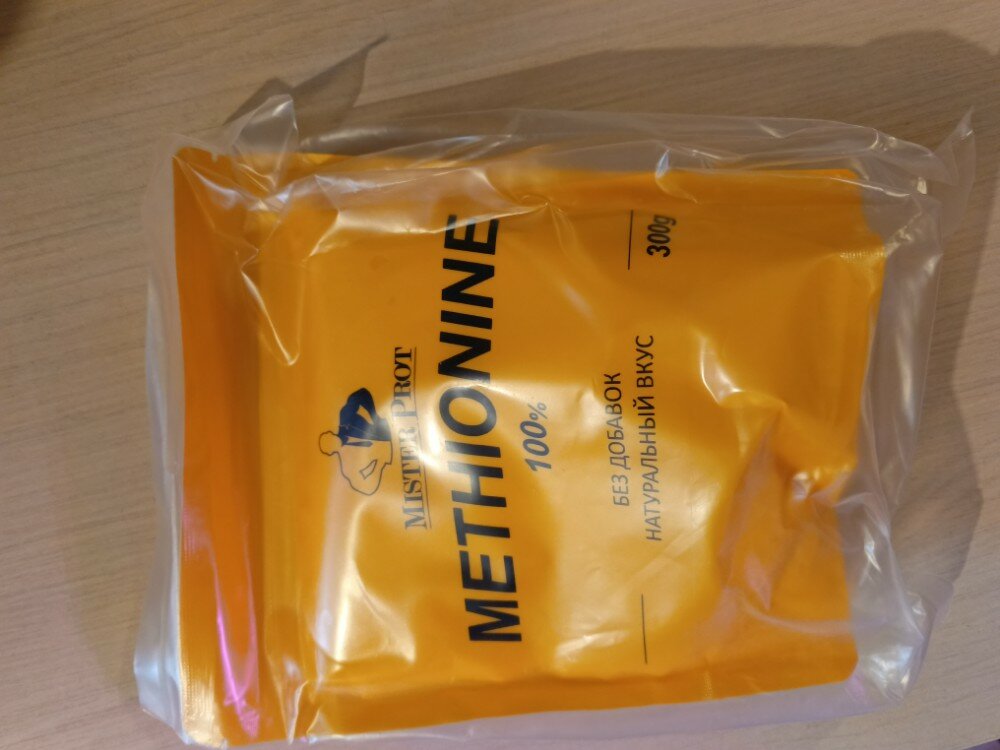 MISTER PROT
METHIONINE
100%
БЕЗ ДОБАВОК
НАТУРАЛЬНЫЙ ВКУС
300g